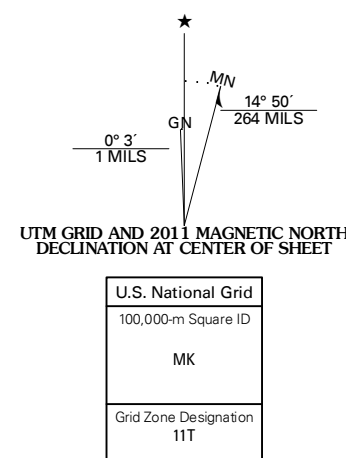 ★
MN
14° 50´
264 MILS
GN
0° 3´
1 MILS
UTM GRID AND 2011 MAGNETIC NORTH
DECLINATION AT CENTER OF SHEET
U.S. National Grid
100,000-m Square ID
MK
Grid Zone Designation
11T